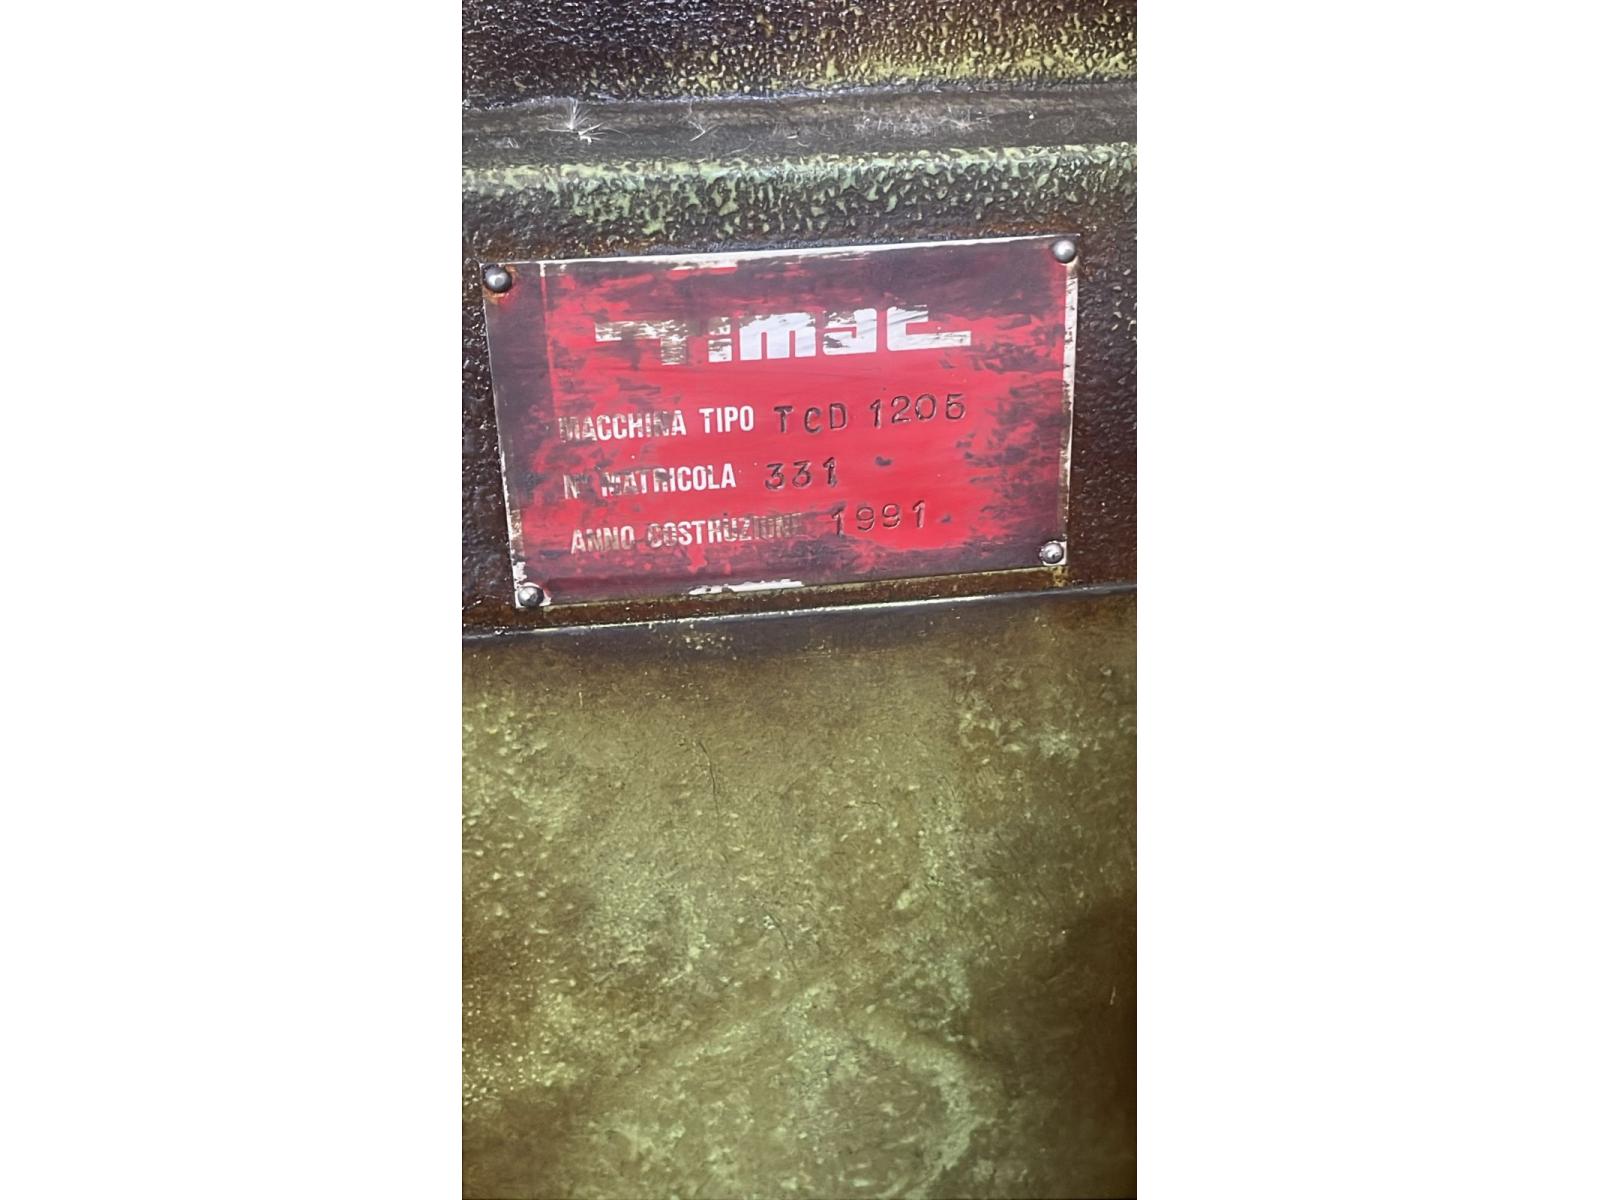 TIMAC
MACCHINA TIPO TCD 1205
N° MATRICOLA 331
ANNO COSTRUZIONE 1991